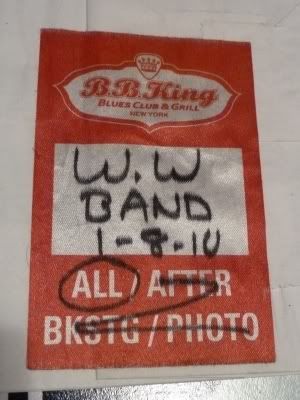 B.B. King
BLUES CLUB & GRILL
NEW YORK
W.W
BAND
1-8-10
ALL / AFTER
BKSTG / PHOTO